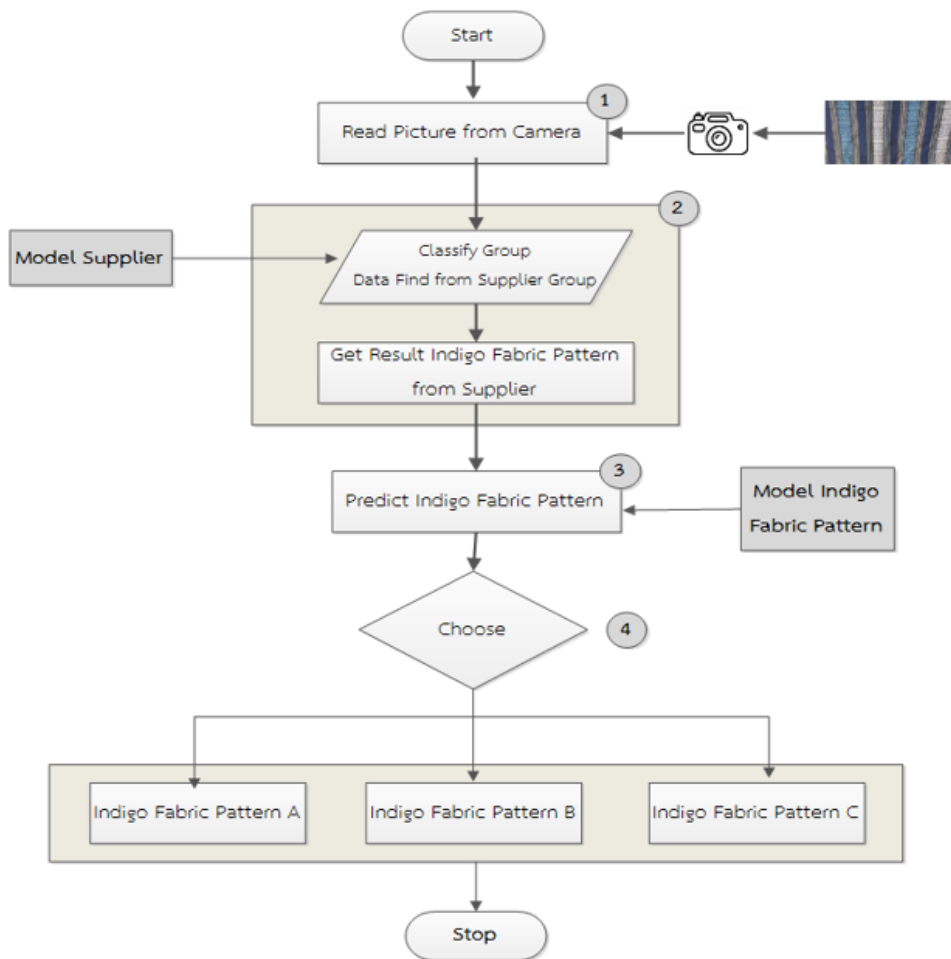 Start
1
Read Picture from Camera
2
Model Supplier
Classify Group
Data Find from Supplier Group
Get Result Indigo Fabric Pattern
from Supplier
3
Predict Indigo Fabric Pattern
Model Indigo
Fabric Pattern
Choose
4
Indigo Fabric Pattern A
Indigo Fabric Pattern B
Indigo Fabric Pattern C
Stop